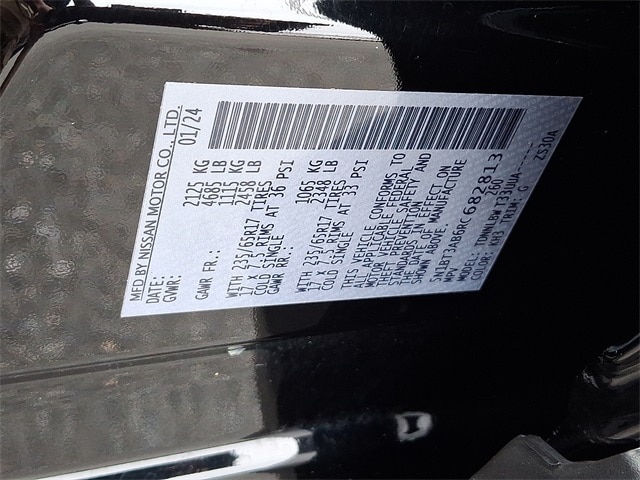 MFD BY NISSAN MOTOR CO., LTD.
DATE: 01/24
GVWR: 2125 KG
4685 LB
GAWR FR.: 1115 KG
2458 LB
WITH 235/65R17 TIRES
17 X 7.5 RIMS AT 36 PSI
COLD SINGLE
GAWR RR.: 1065 KG
2348 LB
WITH 235/65R17 TIRES
17 X 7.5 RIMS AT 33 PSI
COLD SINGLE
THIS VEHICLE CONFORMS TO
ALL APPLICABLE FEDERAL
MOTOR VEHICLE SAFETY AND
THEFT PREVENTION
STANDARDS IN EFFECT ON
THE DATE OF MANUFACTURE
SHOWN ABOVE.
5N1BT3AB6RC682813
MPV
MODEL: T33
COLOR: KH3 TRIM: G
ZS30A